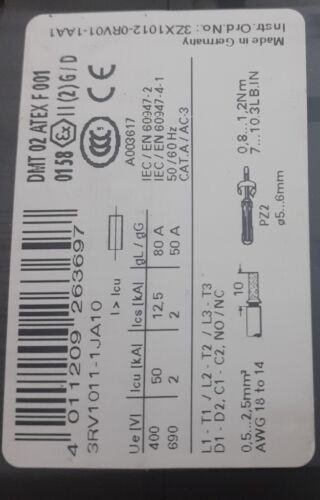 Made in Germany
Instr.Ord.No.: 3ZX1012-0RV01-1AA1
DMT 02 ATEX F 001
0158 Ex II (2) G / D
CCC
CE
A003617
IEC / EN 60947-2
IEC / EN 60947-4-1
50 / 60 Hz
CAT. A / AC-3
0,8...1,2Nm
7...10.3LB.IN
PZ2
ø5...6mm
4 011209 263697
3RV1011-1JA10
I > Icu
Ue [V] Icu [kA] Ics [kA] gL / gG
400 50 12,5 80 A
690 2 2 50 A
L1 - T1 / L2 - T2 / L3 - T3
D1 - D2, C1 - C2, NO / NC
10
0,5...2,5mm²
AWG 18 to 14